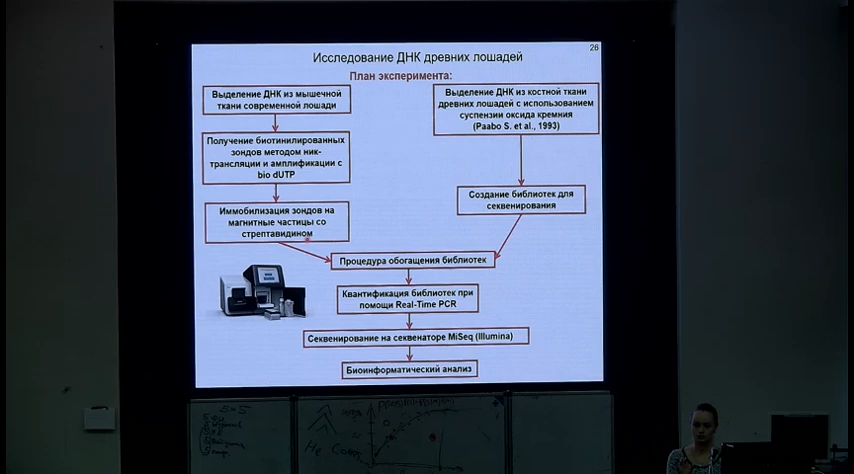 26
Исследование ДНК древних лошадей
План эксперимента:
Выделение ДНК из мышечной
ткани современной лошади
Выделение ДНК из костной ткани
древних лошадей с использованием
суспензии оксида кремния
(Paabo S. et al., 1993)
Получение биотинилированных
зондов методом ник-
трансляции и амплификации с
bio dUTP
Создание библиотек для
секвенирования
Иммобилизация зондов на
магнитные частицы со
стрептавидином
Процедура обогащения библиотек
Квантификация библиотек при
помощи Real-Time PCR
Секвенирование на секвенаторе MiSeq (Illumina)
Биоинформатический анализ
5×5
Не